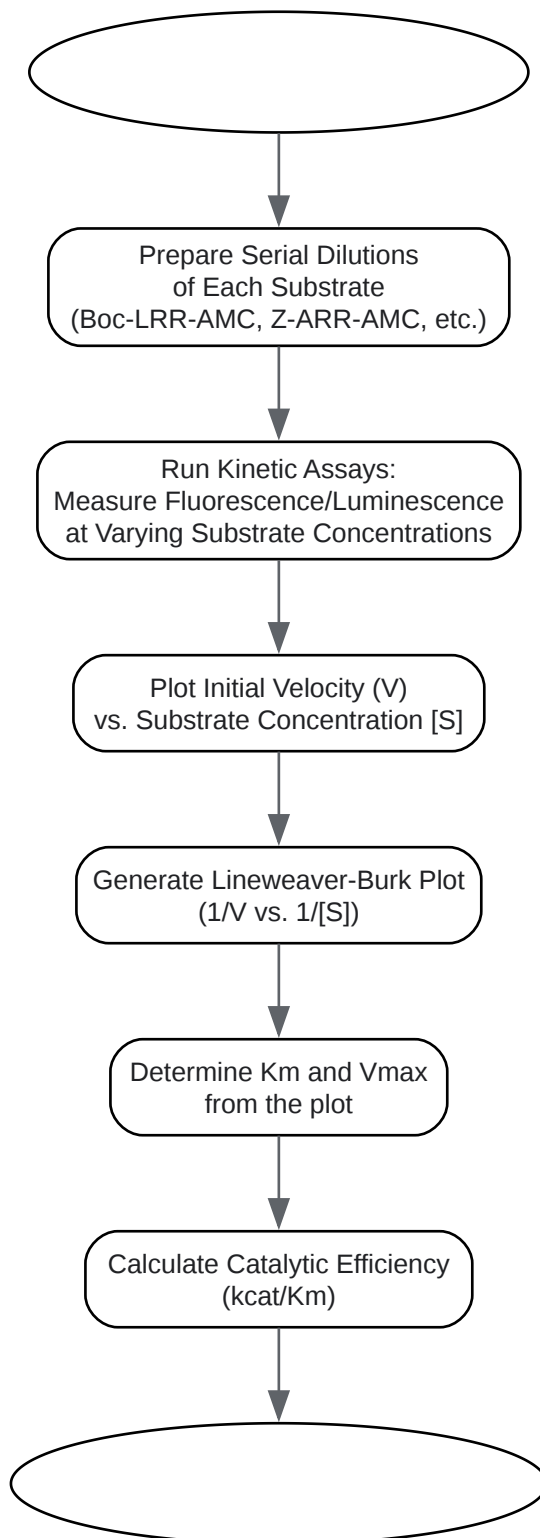 Prepare Serial Dilutions
of Each Substrate
(Boc-LRR-AMC, Z-ARR-AMC, etc.)
Run Kinetic Assays:
Measure Fluorescence/Luminescence
at Varying Substrate Concentrations
Plot Initial Velocity (V)
vs. Substrate Concentration [S]
Generate Lineweaver-Burk Plot
(1/V vs. 1/[S])
Determine Km and Vmax
from the plot
Calculate Catalytic Efficiency
(kcat/Km)